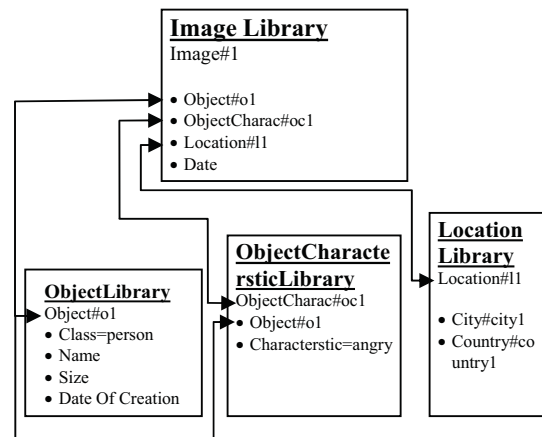 Image Library
Image#1
• Object#o1
• ObjectCharac#oc1
• Location#l1
• Date
ObjectLibrary
Object#o1
• Class=person
• Name
• Size
• Date Of Creation
ObjectCharacte
rsticLibrary
ObjectCharac#oc1
• Object#o1
• Characterstic=angry
Location
Library
Location#l1
• City#city1
• Country#co
untry1